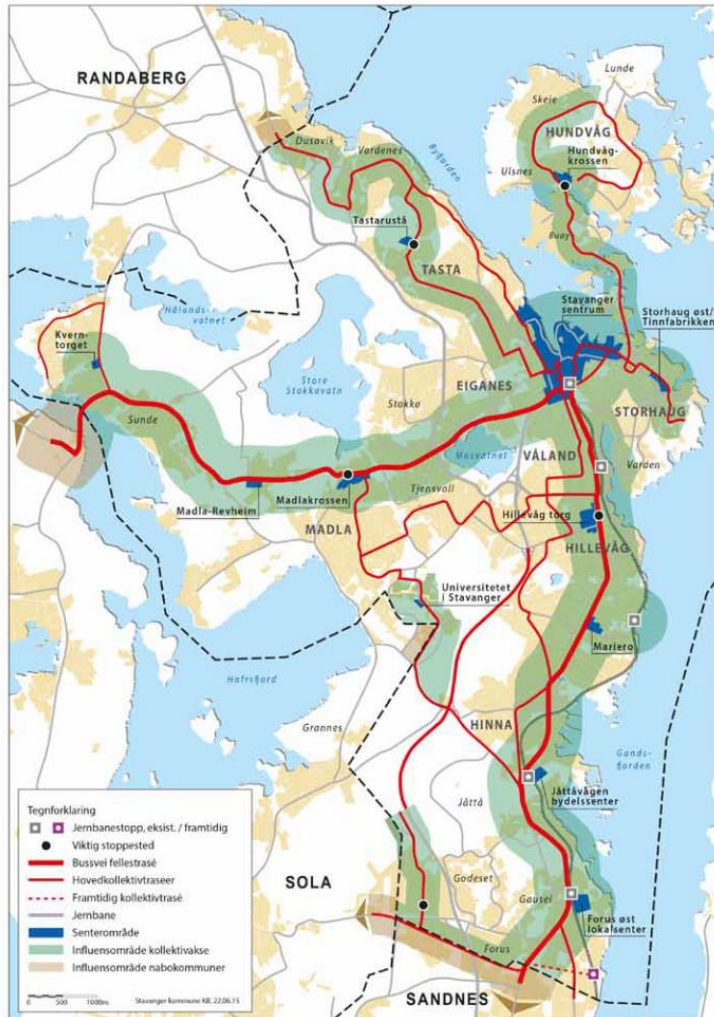 RANDABERG
Lunde
Skeie
HUNDVÅG
Hundvåg-
krossen
Ulsnes
Buøy
Dusavik
Vardenes
Byfjorden
Tastarustå
TASTA
Stavanger
sentrum
Storhaug øst/
Tinnfabrikken
Hålands-
vatnet
Kvern-
torget
Store
Stokkavatn
EIGANES
Stokka
STORHAUG
Sunde
Mosvatnet
VÅLAND
Varden
Madla-Revheim
Madlakrossen
Tjensvoll
Hillevåg torg
MADLA
HILLEVÅG
Universitetet
i Stavanger
Mariero
Hafrsfjord
Grannes
HINNA
Gands-
fjorden
Jåttå
Jåttåvågen
bydelssenter
SOLA
Godeset
Gausel
Forus øst
lokalsenter
Forus
SANDNES
Tegnforklaring
Jernbanestopp, eksist. / framtidig
Viktig stoppested
Bussvei fellestrasé
Hovedkollektivtraseer
Framtidig kollektivtrasé
Jernbane
Senterområde
Influensområde kollektivakse
Influensområde nabokommuner
0 500 1000m
Stavanger kommune KB, 22.06.15